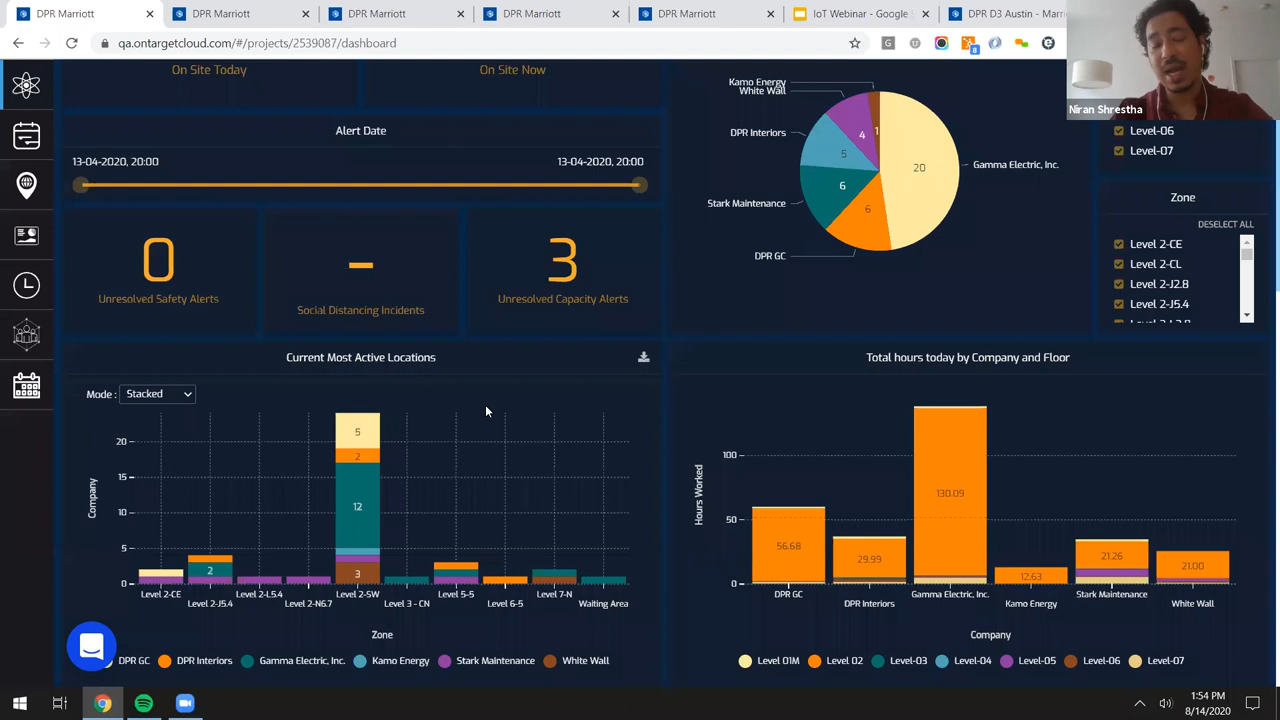 DPR Marriott
DPR Marriott
DPR Marriott
DPR Marriott
DPR Marriott
IoT Webinar - Google S
DPR D3 Austin - Marri
qa.ontargetcloud.com/#/projects/2539087/dashboard
8
Niran Shrestha
On Site Today
On Site Now
Alert Date
13-04-2020, 20:00
13-04-2020, 20:00
0
Unresolved Safety Alerts
-
Social Distancing Incidents
3
Unresolved Capacity Alerts
Kamo Energy
White Wall
DPR Interiors
Stark Maintenance
DPR GC
Gamma Electric, Inc.
1
4
5
6
6
20
Level-06
Level-07
Zone
DESELECT ALL
Level 2-CE
Level 2-CL
Level 2-J2.8
Level 2-J5.4
Current Most Active Locations
Mode : Stacked
Company
20
15
10
5
0
5
2
12
3
2
Level 2-CE
Level 2-J5.4
Level 2-L5.4
Level 2-N6.7
Level 2-SW
Level 3 - CN
Level 5-5
Level 6-5
Level 7-N
Waiting Area
Zone
DPR GC
DPR Interiors
Gamma Electric, Inc.
Kamo Energy
Stark Maintenance
White Wall
Total hours today by Company and Floor
Hours Worked
100
50
0
56.68
29.99
130.09
12.63
21.26
21.00
DPR GC
DPR Interiors
Gamma Electric, Inc.
Kamo Energy
Stark Maintenance
White Wall
Company
Level 01M
Level 02
Level-03
Level-04
Level-05
Level-06
Level-07
1:54 PM
8/14/2020